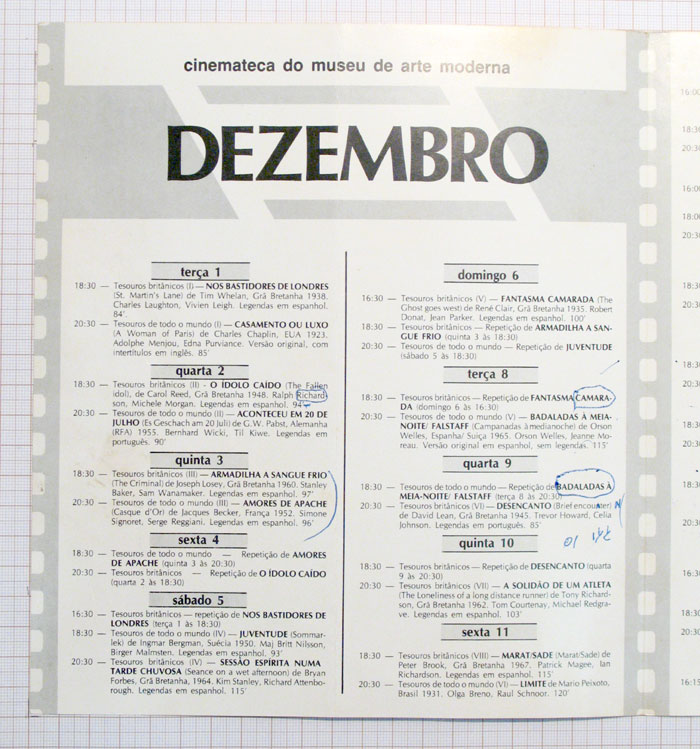 cinemateca do museu de arte moderna
DEZEMBRO
terça 1
18:30 — Tesouros britânicos (I) — NOS BASTIDORES DE LONDRES
(St. Martin's Lane) de Tim Whelan, Grã Bretanha 1938.
Charles Laughton, Vivien Leigh. Legendas em espanhol.
84'.
20:30 — Tesouros de todo o mundo (I) — CASAMENTO OU LUXO
(A Woman of Paris) de Charles Chaplin, EUA 1923.
Adolphe Menjou, Edna Purviance. Versão original, com
intertítulos em inglês. 85'
quarta 2
18:30 — Tesouros britânicos (II) - O ÍDOLO CAÍDO (The Fallen
idol), de Carol Reed, Grã Bretanha 1948. Ralph Richard-
son, Michele Morgan. Legendas em espanhol. 94'
20:30 — Tesouros de todo o mundo (II) — ACONTECEU EM 20 DE
JULHO (Es Geschach am 20 Juli) de G.W. Pabst, Alemanha
(RFA) 1955. Bernhard Wicki, Til Kiwe. Legendas em
português. 90'
quinta 3
18:30 — Tesouros britânicos (III) — ARMADILHA A SANGUE FRIO
(The Criminal) de Joseph Losey, Grã Bretanha 1960. Stanley
Baker, Sam Wanamaker. Legendas em espanhol. 97'
20:30 — Tesouros de todo o mundo (III) — AMORES DE APACHE
(Casque d'Or) de Jacques Becker, França 1952. Simone
Signoret, Serge Reggiani. Legendas em espanhol. 96'
sexta 4
18:30 — Tesouros de todo o mundo — Repetição de AMORES
DE APACHE (quinta 3 às 20:30)
20:30 — Tesouros britânicos — Repetição de O ÍDOLO CAÍDO
(quarta 2 às 18:30)
sábado 5
16:30 — Tesouros britânicos — repetição de NOS BASTIDORES DE
LONDRES (terça 1 às 18:30)
18:30 — Tesouros de todo o mundo (IV) — JUVENTUDE (Sommar-
lek) de Ingmar Bergman, Suécia 1950. Maj Britt Nilsson,
Birger Malmsten. Legendas em espanhol. 93'
20:30 — Tesouros britânicos (IV) — SESSÃO ESPÍRITA NUMA
TARDE CHUVOSA (Seance on a wet afternoon) de Bryan
Forbes, Grã Bretanha, 1964. Kim Stanley, Richard Attenbo-
rough. Legendas em espanhol. 115'
domingo 6
16:30 — Tesouros britânicos (V) — FANTASMA CAMARADA (The
Ghost goes west) de René Clair, Grã Bretanha 1935. Robert
Donat, Jean Parker. Legendas em espanhol. 100'
18:30 — Tesouros britânicos — Repetição de ARMADILHA A SAN-
GUE FRIO (quinta 3 às 18:30)
20:30 — Tesouros de todo o mundo — Repetição de JUVENTUDE
(sábado 5 às 18:30)
terça 8
18:30 — Tesouros britânicos — Repetição de FANTASMA CAMARA-
DA (domingo 6 às 16:30)
20:30 — Tesouros de todo o mundo (V) — BADALADAS À MEIA-
NOITE/ FALSTAFF (Campanadas à medianoche) de Orson
Welles, Espanha/ Suíça 1965. Orson Welles, Jeanne Mo-
reau. Versão original em espanhol, sem legendas. 115'
quarta 9
18:30 — Tesouros de todo o mundo — Repetição de BADALADAS À
MEIA-NOITE/ FALSTAFF (terça 8 às 20:30)
20:30 — Tesouros britânicos (VI) — DESENCANTO (Brief encounter)
de David Lean, Grã Bretanha 1945. Trevor Howard, Celia
Johnson. Legendas em português. 85'
quinta 10
18:30 — Tesouros britânicos — Repetição de DESENCANTO (quarta
9 às 20:30)
20:30 — Tesouros britânicos (VII) — A SOLIDÃO DE UM ATLETA
(The Loneliness of a long distance runner) de Tony Richard-
son, Grã Bretanha 1962. Tom Courtenay, Michael Redgra-
ve. Legendas em espanhol. 103'
sexta 11
18:30 — Tesouros britânicos (VIII) — MARAT/SADE (Marat/Sade) de
Peter Brook, Grã Bretanha 1967. Patrick Magne, Ian
Richardson. Legendas em espanhol. 115'
20:30 — Tesouros de todo o mundo (VI) — LIMITE de Mario Peixoto,
Brasil 1931. Olga Breno, Raul Schnoor. 120'